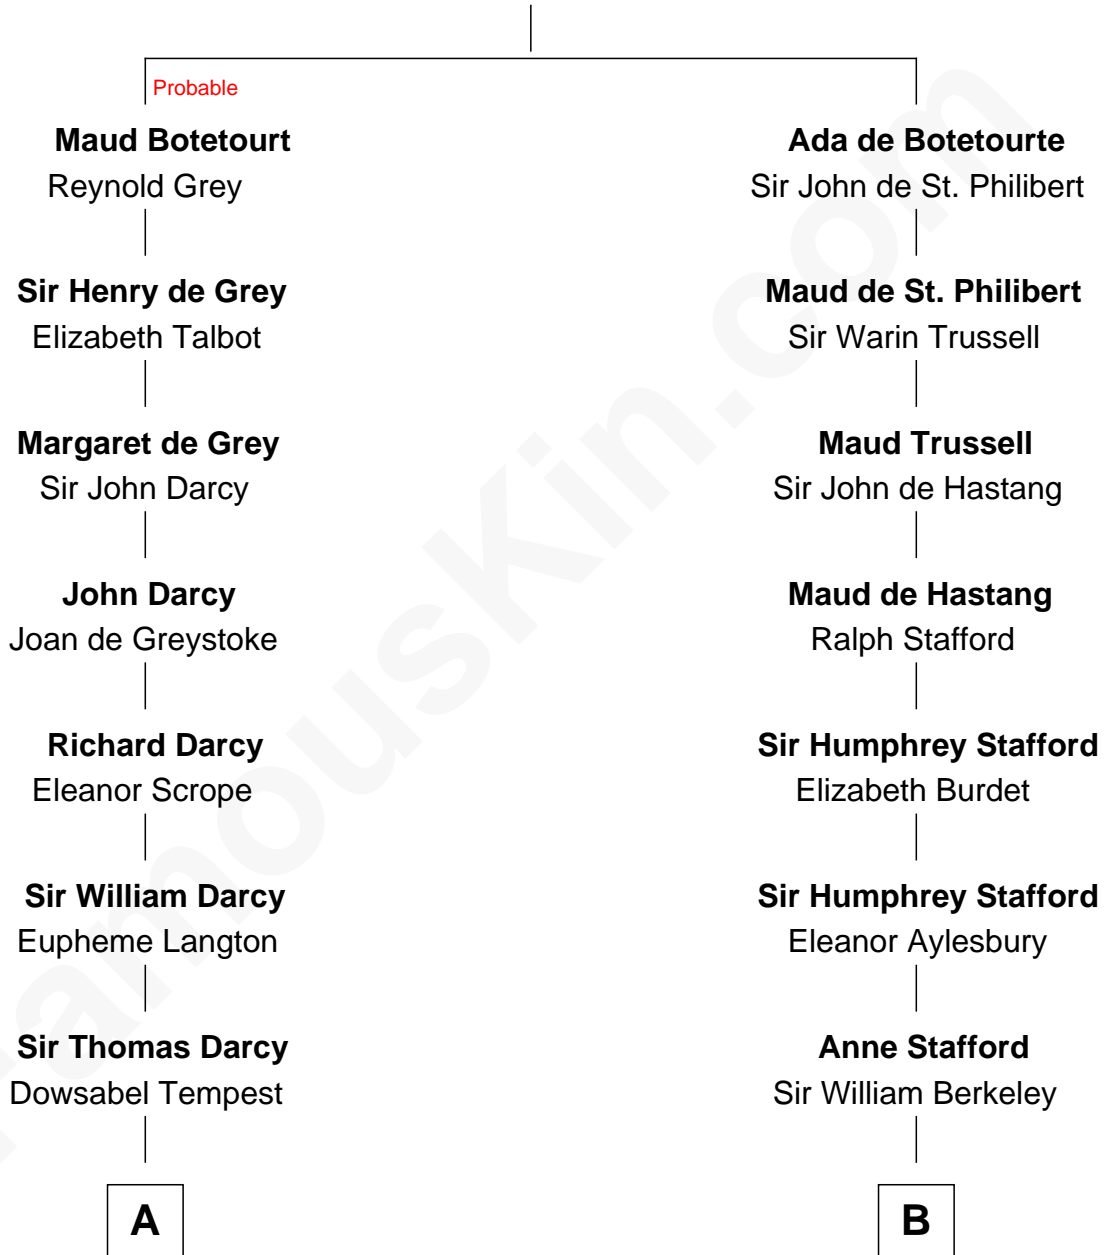 Probable
Maud Botetourt
Reynold Grey
Ada de Botetourte
Sir John de St. Philibert
Sir Henry de Grey
Elizabeth Talbot
Maud de St. Philibert
Sir Warin Trussell
Margaret de Grey
Sir John Darcy
Maud Trussell
Sir John de Hastang
John Darcy
Joan de Greystoke
Maud de Hastang
Ralph Stafford
Richard Darcy
Eleanor Scrope
Sir Humphrey Stafford
Elizabeth Burdet
Sir William Darcy
Eupheme Langton
Sir Humphrey Stafford
Eleanor Aylesbury
Sir Thomas Darcy
Dowsabel Tempest
Anne Stafford
Sir William Berkeley
A
B
FamousKin.com